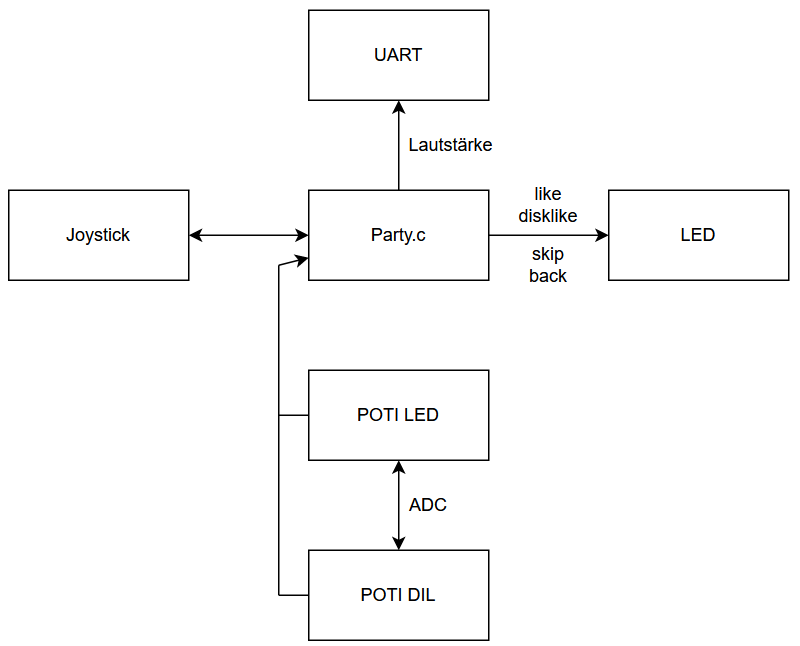 UART
Lautstärke
Joystick
Party.c
like
disklike
skip
back
LED
POTI LED
ADC
POTI DIL